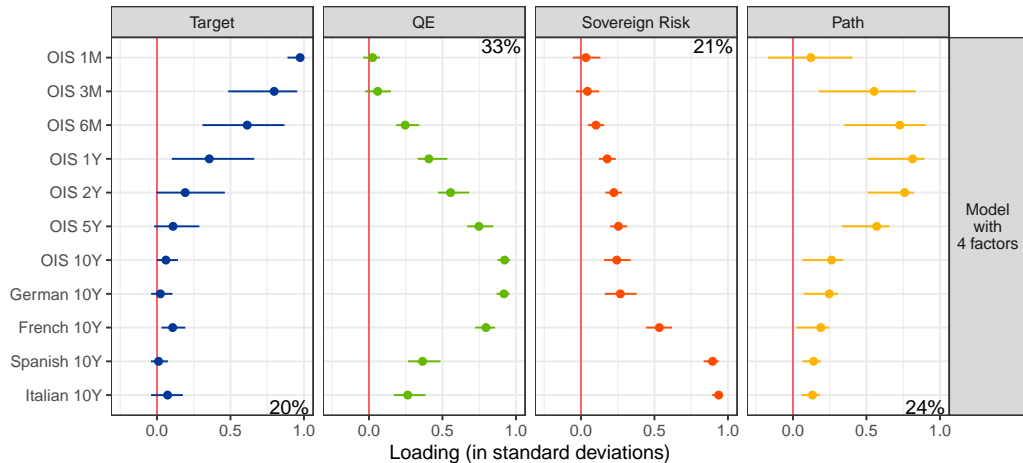 Target
QE
Sovereign Risk
Path
OIS 1M
OIS 3M
OIS 6M
OIS 1Y
OIS 2Y
OIS 5Y
OIS 10Y
German 10Y
French 10Y
Spanish 10Y
Italian 10Y
33%
21%
20%
24%
Model
with
4 factors
0.0 0.5 1.0
0.0 0.5 1.0
0.0 0.5 1.0
0.0 0.5 1.0
Loading (in standard deviations)